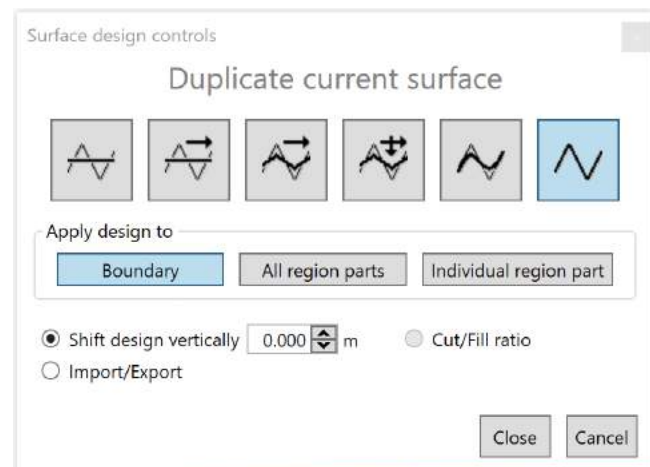 Surface design controls
Duplicate current surface
Apply design to
Boundary All region parts Individual region part
Shift design vertically 0.000 m Cut/Fill ratio
Import/Export
Close Cancel